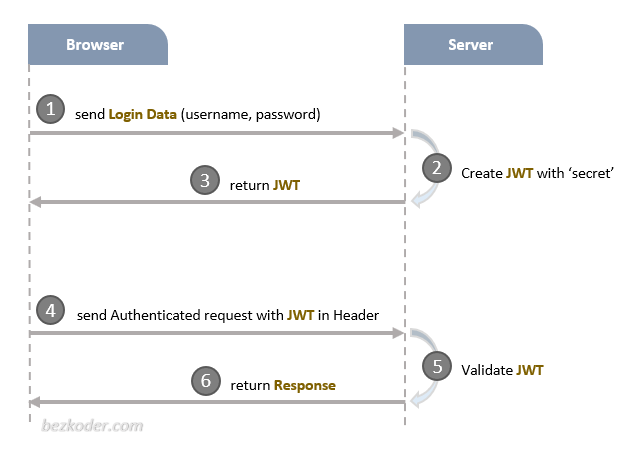 Browser
Server
1
send Login Data (username, password)
2
Create JWT with ‘secret’
3
return JWT
4
send Authenticated request with JWT in Header
5
Validate JWT
6
return Response
bezkoder.com